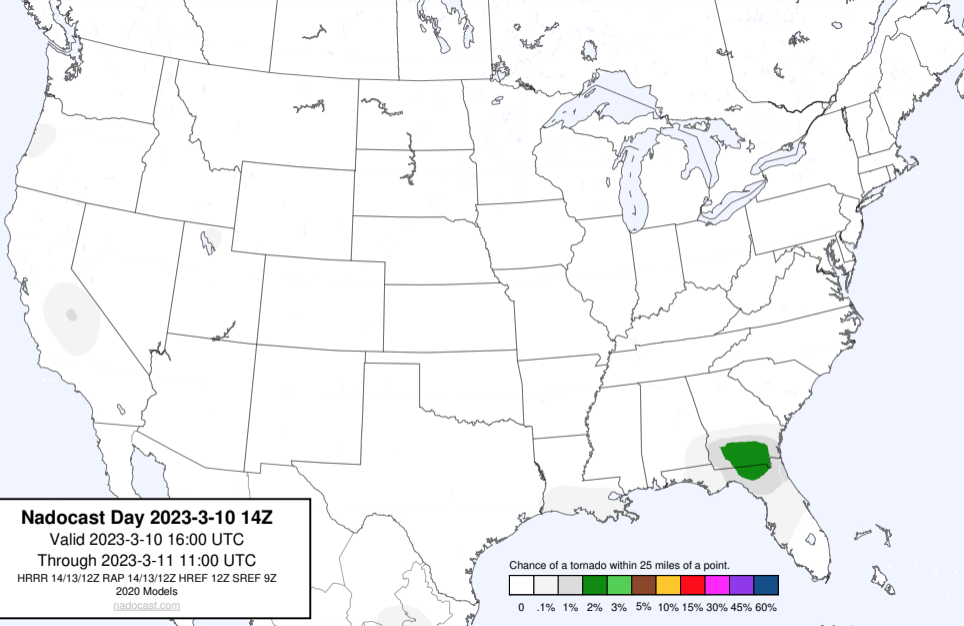 Nadocast Day 2023-3-10 14Z
Valid 2023-3-10 16:00 UTC
Through 2023-3-11 11:00 UTC
HRRR 14/13/12Z RAP 14/13/12Z HREF 12Z SREF 9Z
2020 Models
nadocast.com
Chance of a tornado within 25 miles of a point.
0 .1% 1% 2% 3% 5% 10% 15% 30% 45% 60%